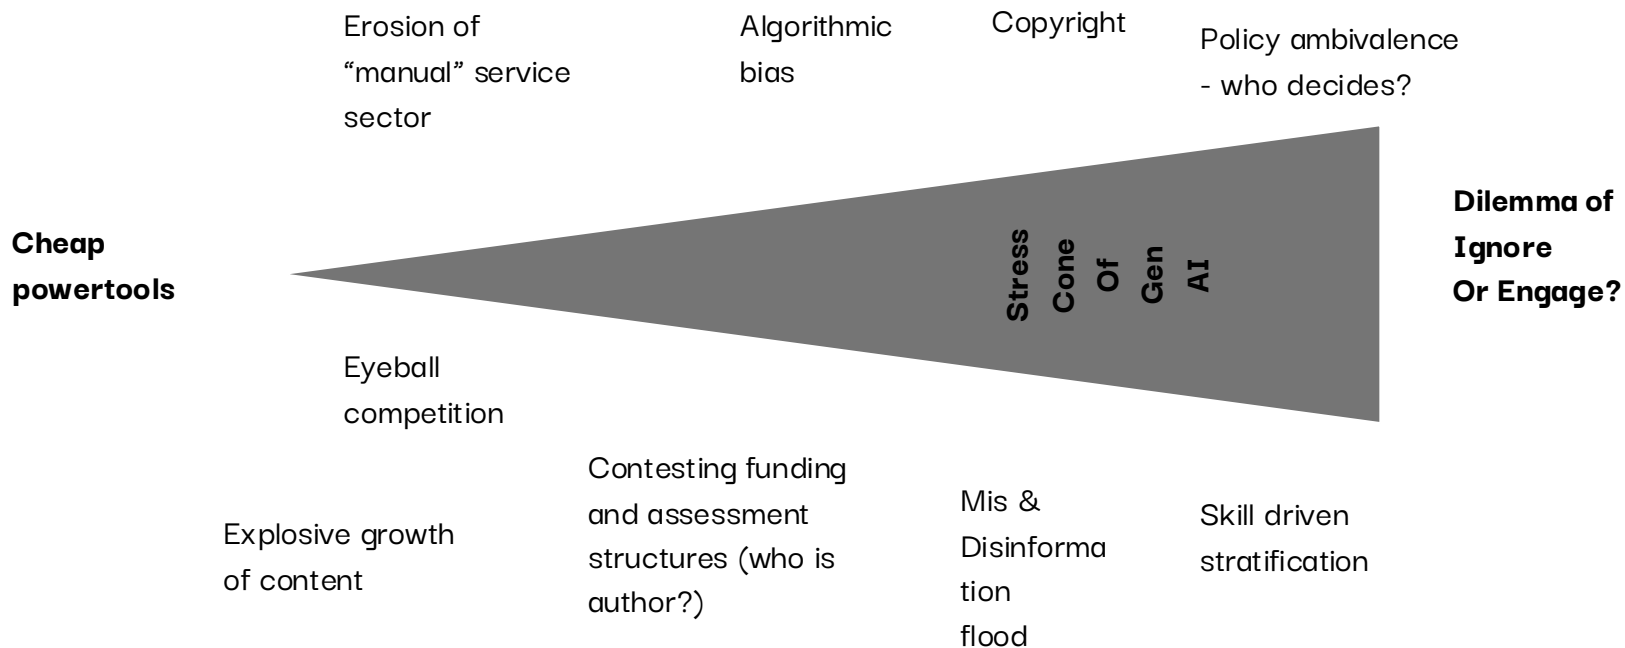 Erosion of
“manual” service
sector
Algorithmic
bias
Copyright
Policy ambivalence
- who decides?
Cheap
powertools
Stress
Cone
Of
Gen
AI
Dilemma of
Ignore
Or Engage?
Eyeball
competition
Explosive growth
of content
Contesting funding
and assessment
structures (who is
author?)
Mis &
Disinforma
tion
flood
Skill driven
stratification